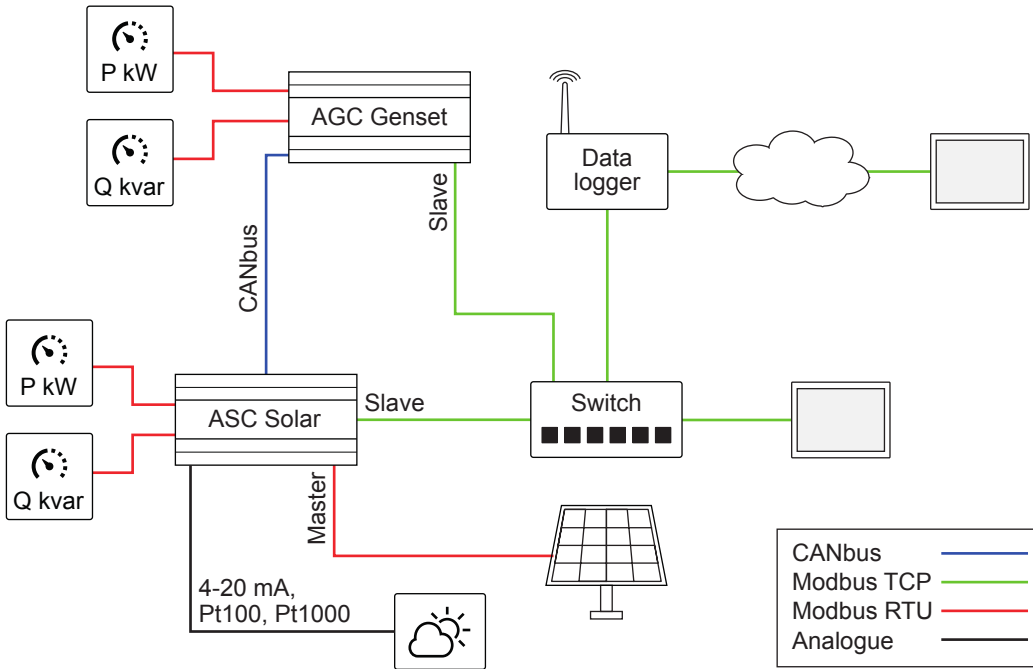 P kW
Q kvar
AGC Genset
Data
logger
Slave
CANbus
P kW
Q kvar
ASC Solar
Slave
Switch
Master
4-20 mA,
Pt100, Pt1000
CANbus
Modbus TCP
Modbus RTU
Analogue